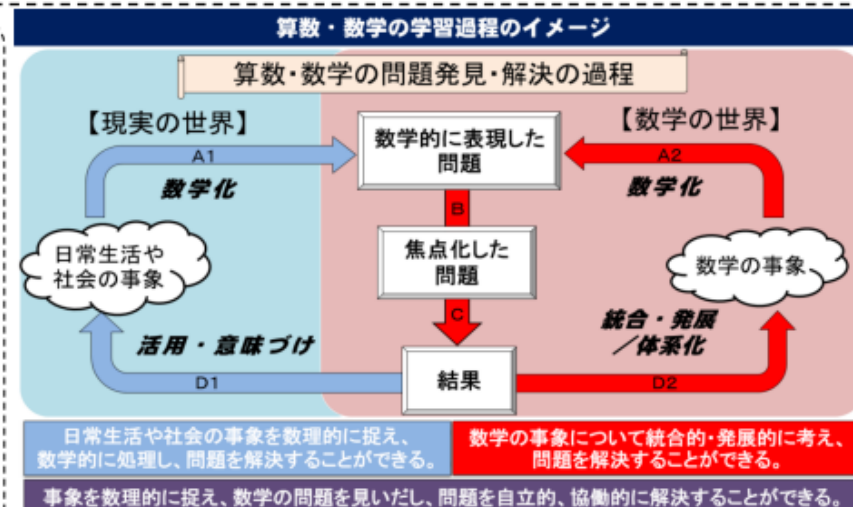 算数・数学の学習過程のイメージ
算数・数学の問題発見・解決の過程
【現実の世界】
【数学の世界】
A1
数学化
数学的に表現した
問題
A2
数学化
B
日常生活や
社会の事象
焦点化した
問題
数学の事象
C
活用・意味づけ
統合・発展
／体系化
D1
結果
D2
日常生活や社会の事象を数理的に捉え、
数学的に処理し、問題を解決することができる。
数学の事象について統合的・発展的に考え、
問題を解決することができる。
事象を数理的に捉え、数学の問題を見いだし、問題を自立的、協働的に解決することができる。